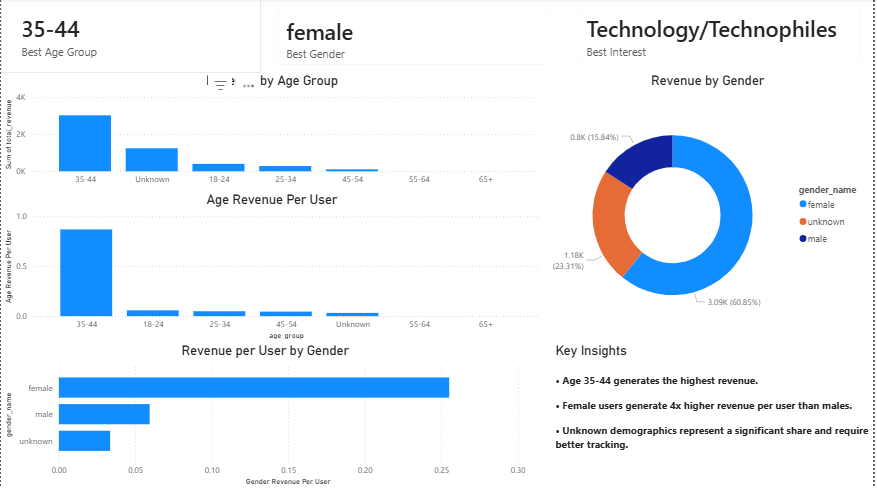 35-44
Best Age Group
female
Best Gender
Technology/Technophiles
Best Interest
by Age Group
Sum of total_revenue
4K
2K
0K
35-44 Unknown 18-24 25-34 45-54 55-64 65+
Age Revenue Per User
Age Revenue Per User
1.0
0.5
0.0
35-44 18-24 25-34 45-54 Unknown 55-64 65+
age_group
Revenue per User by Gender
gender_name
female
male
unknown
0.00 0.05 0.10 0.15 0.20 0.25 0.30
Gender Revenue Per User
Revenue by Gender
0.8K (15.84%)
1.18K
(23.31%)
3.09K (60.85%)
gender_name
female
unknown
male
Key Insights
• Age 35-44 generates the highest revenue.
• Female users generate 4x higher revenue per user than males.
• Unknown demographics represent a significant share and require
better tracking.